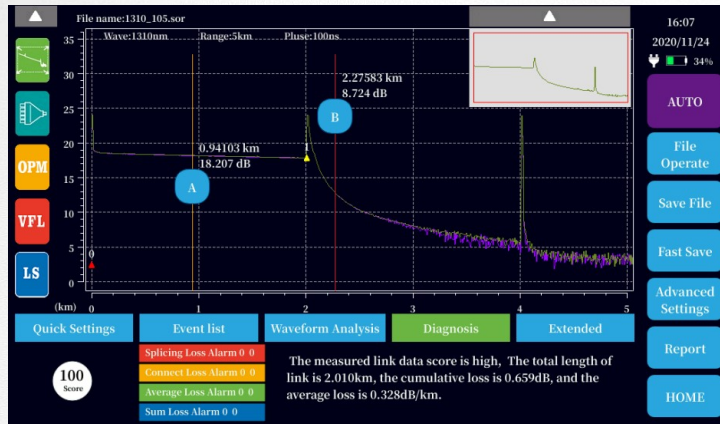 File name:1310_105.sor
Wave:1310nm Range:5km Pluse:100ns
16:07
2020/11/24
34%
35
30
25
20
15
10
5
0
OPM
VFL
LS
2.27583 km
8.724 dB
B
0.94103 km
18.207 dB
A
1
0
(km)
0 1 2 3 4 5
AUTO
File
Operate
Save File
Fast Save
Advanced
Settings
Report
HOME
Quick Settings Event list Waveform Analysis Diagnosis Extended
100
Score
Splicing Loss Alarm 0 0
Connect Loss Alarm 0 0
Average Loss Alarm 0 0
Sum Loss Alarm 0 0
The measured link data score is high, The total length of
link is 2.010km, the cumulative loss is 0.659dB, and the
average loss is 0.328dB/km.